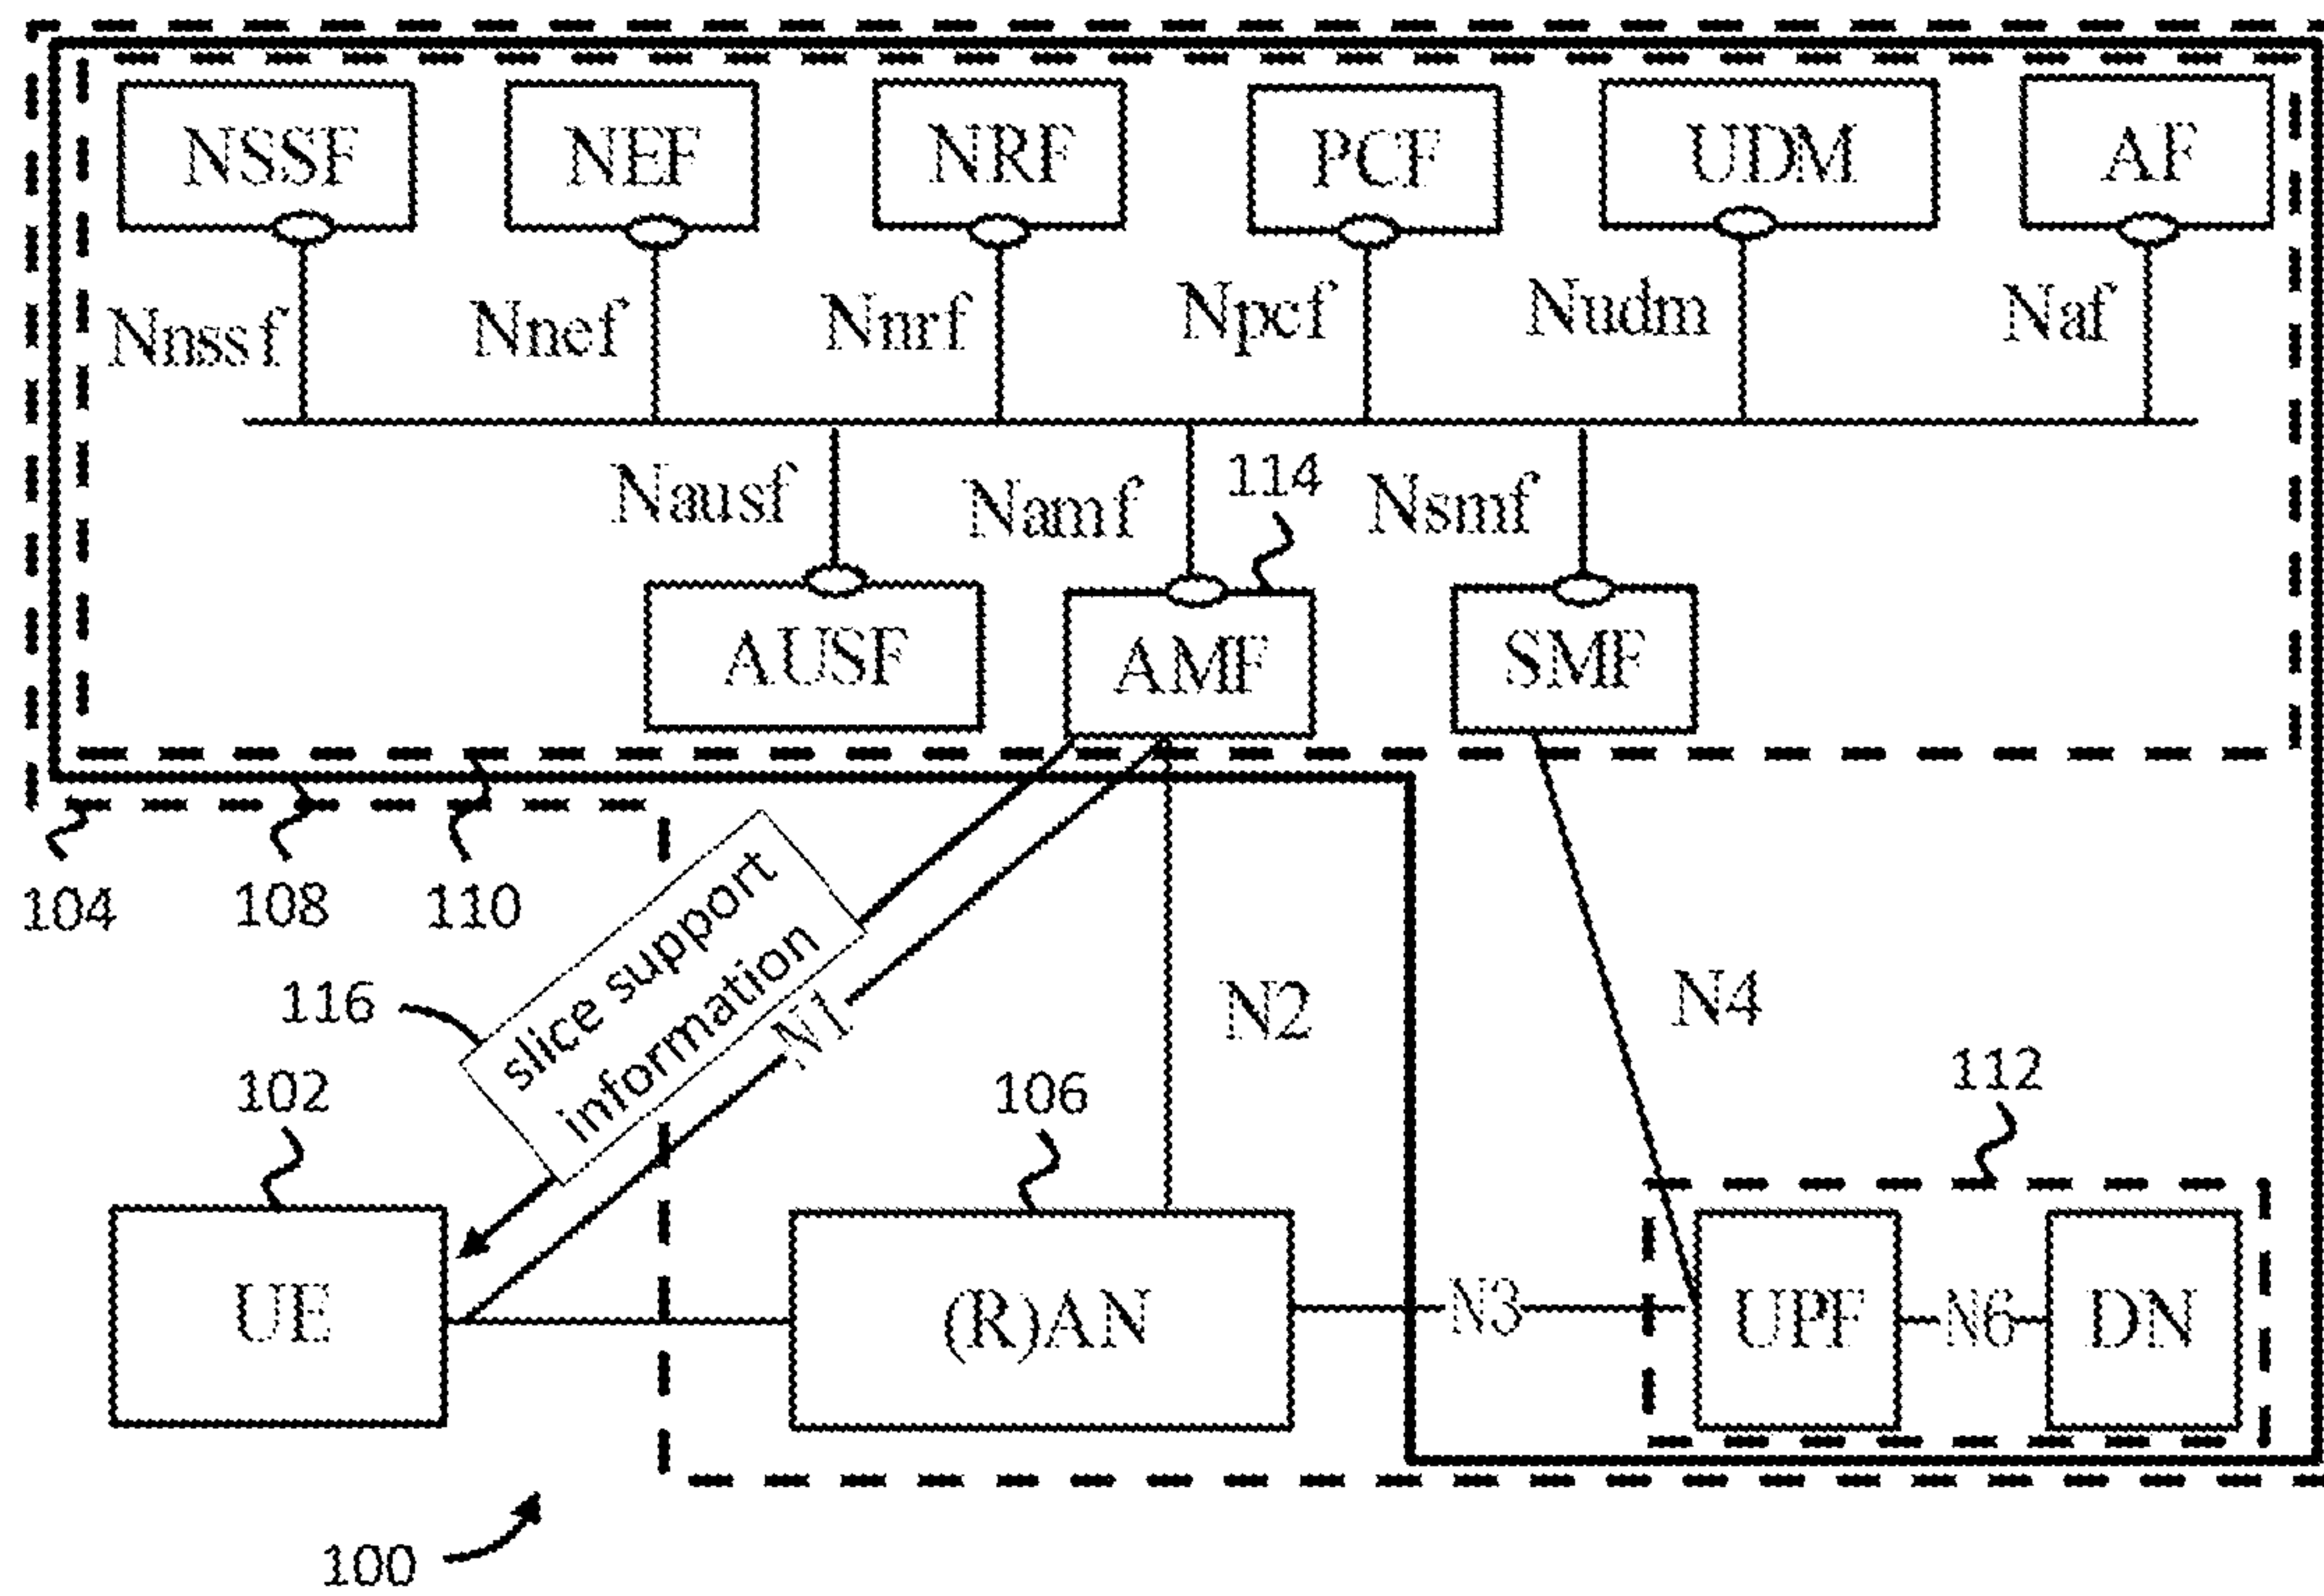 NSSF
NEF
NRF
PCF
UDM
AF
Nnssf
Nnef
Nnrf
Npcf
Nudm
Naf
Nausf
Namf
114
Nsmf
AUSF
AMF
SMF
104
108
110
slice support
information
116
N1
N2
N4
102
106
112
UE
(R)AN
N3
UPF
N6
DN
100